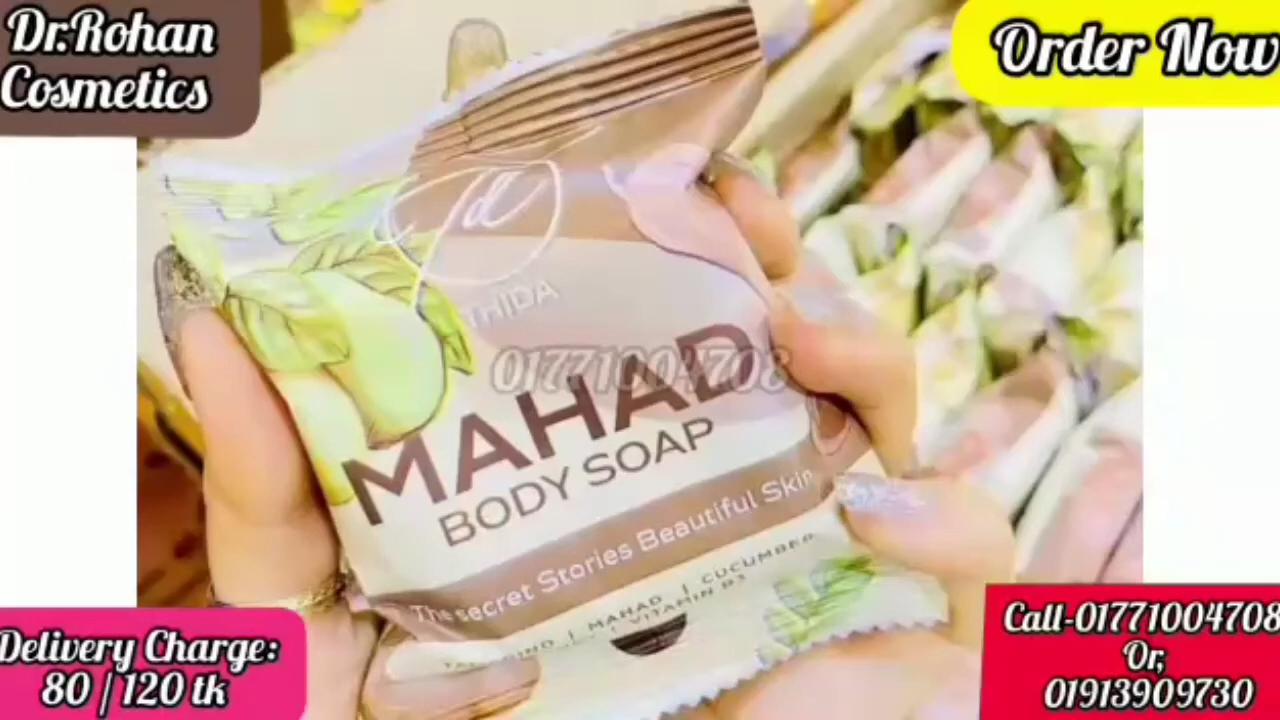 Dr.Rohan
Cosmetics
Order Now
THIDA
01771004708
MAHAD
BODY SOAP
The secret Stories Beautiful Skin
| MAHAD | CUCUMBER
| VITAMIN B3
Delivery Charge:
80 / 120 tk
Call-01771004708
Or,
01913909730